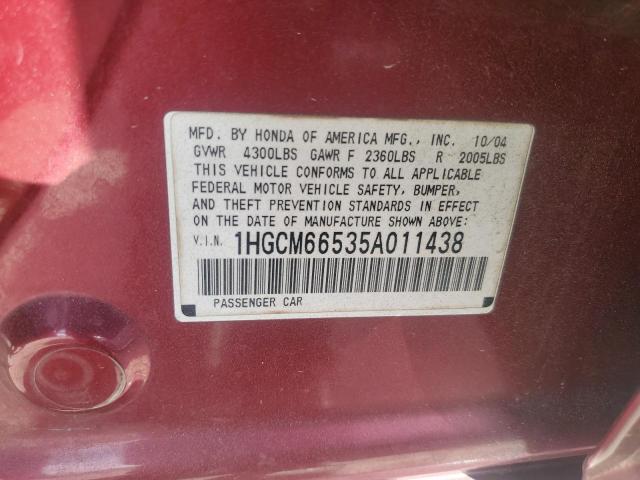 MFD. BY HONDA OF AMERICA MFG., INC. 10/04
GVWR 4300LBS GAWR F 2360LBS R 2005LBS
THIS VEHICLE CONFORMS TO ALL APPLICABLE
FEDERAL MOTOR VEHICLE SAFETY, BUMPER,
AND THEFT PREVENTION STANDARDS IN EFFECT
ON THE DATE OF MANUFACTURE SHOWN ABOVE:
V.I.N. 1HGCM66535A011438
PASSENGER CAR